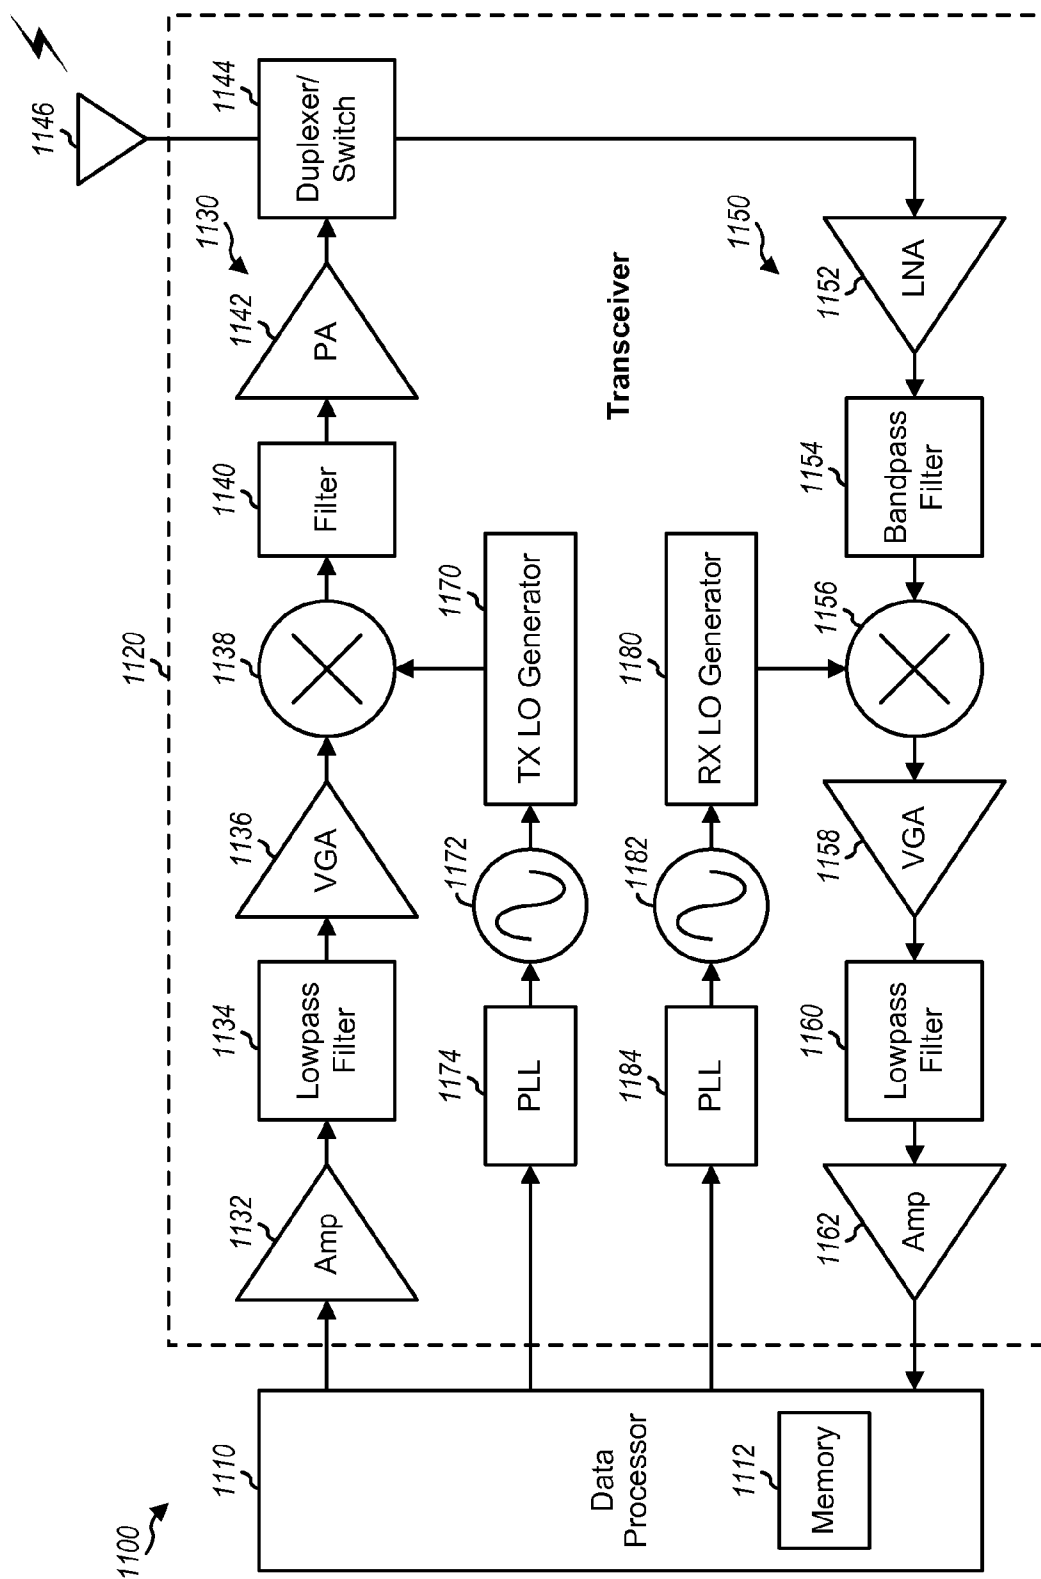 1100
1110
Data
Processor
1112
Memory
1120
Transceiver
1130
1132
Amp
1134
Lowpass
Filter
1136
VGA
1138
1140
Filter
1142
PA
1144
Duplexer/
Switch
1146
1174
PLL
1172
1170
TX LO Generator
1184
PLL
1182
1180
RX LO Generator
1150
1162
Amp
1160
Lowpass
Filter
1158
VGA
1156
1154
Bandpass
Filter
1152
LNA